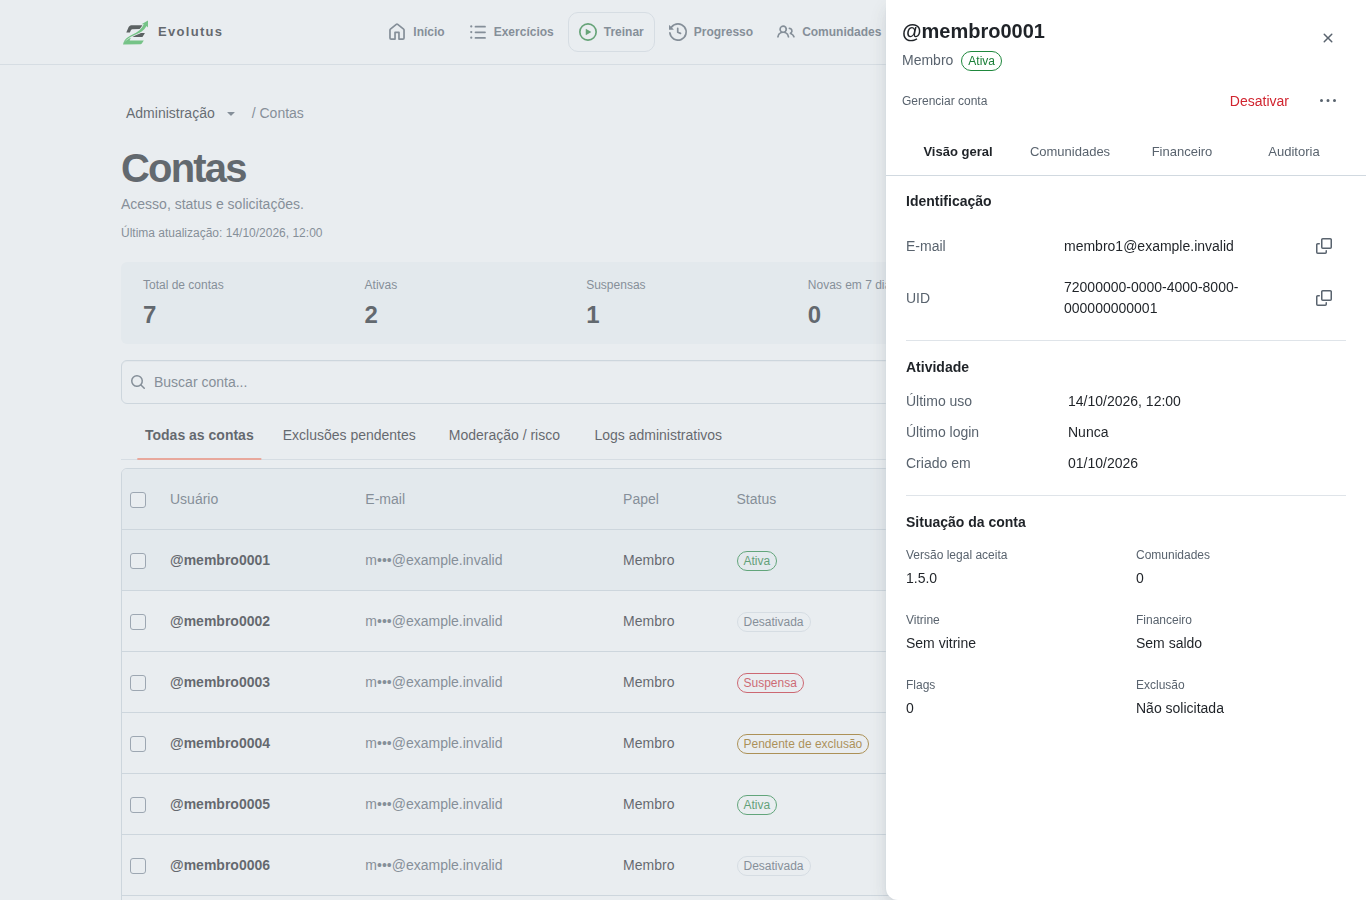 Evolutus
Início
Exercícios
Treinar
Progresso
Comunidades
Administração / Contas
Contas
Acesso, status e solicitações.
Última atualização: 14/10/2026, 12:00
Total de contas
7
Ativas
2
Suspensas
1
Novas em 7
0
Buscar conta...
Todas as contas
Exclusões pendentes
Moderação / risco
Logs administrativos
Usuário E-mail Papel Status
@membro0001 m•••@example.invalid Membro Ativa
@membro0002 m•••@example.invalid Membro Desativada
@membro0003 m•••@example.invalid Membro Suspensa
@membro0004 m•••@example.invalid Membro Pendente de exclusão
@membro0005 m•••@example.invalid Membro Ativa
@membro0006 m•••@example.invalid Membro Desativada
@membro0001
Membro Ativa
Gerenciar conta Desativar
Visão geral
Comunidades
Financeiro
Auditoria
Identificação
E-mail membro1@example.invalid
UID 72000000-0000-4000-8000-
000000000001
Atividade
Último uso 14/10/2026, 12:00
Último login Nunca
Criado em 01/10/2026
Situação da conta
Versão legal aceita
1.5.0
Comunidades
0
Vitrine
Sem vitrine
Financeiro
Sem saldo
Flags
0
Exclusão
Não solicitada